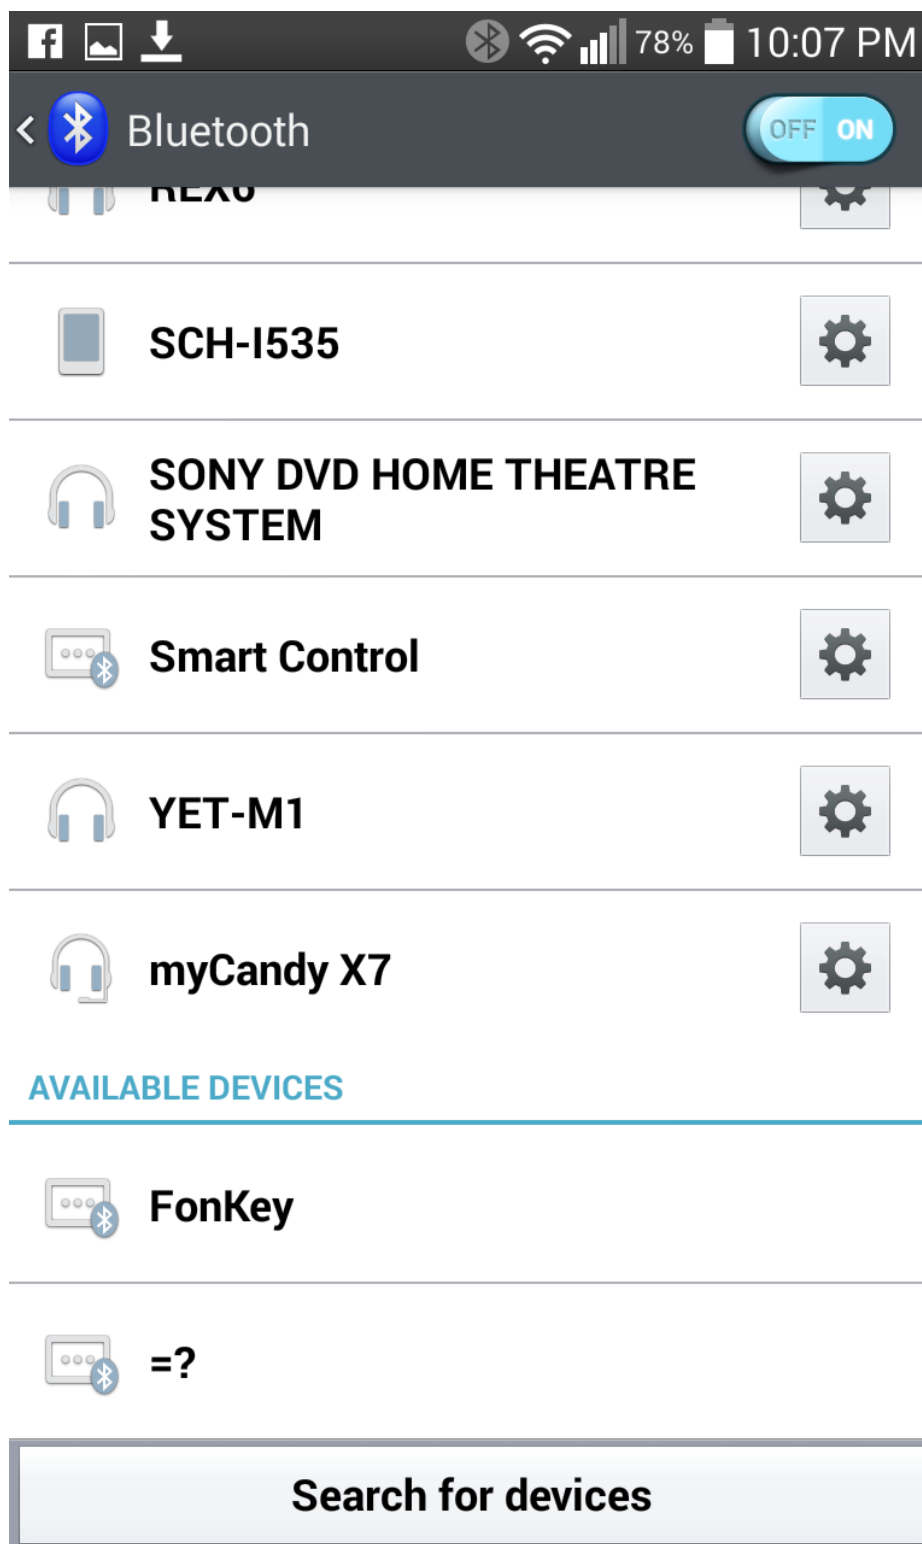 78% 10:07 PM
Bluetooth OFF ON
SCH-I535
SONY DVD HOME THEATRE
SYSTEM
Smart Control
YET-M1
myCandy X7
AVAILABLE DEVICES
FonKey
=?
Search for devices